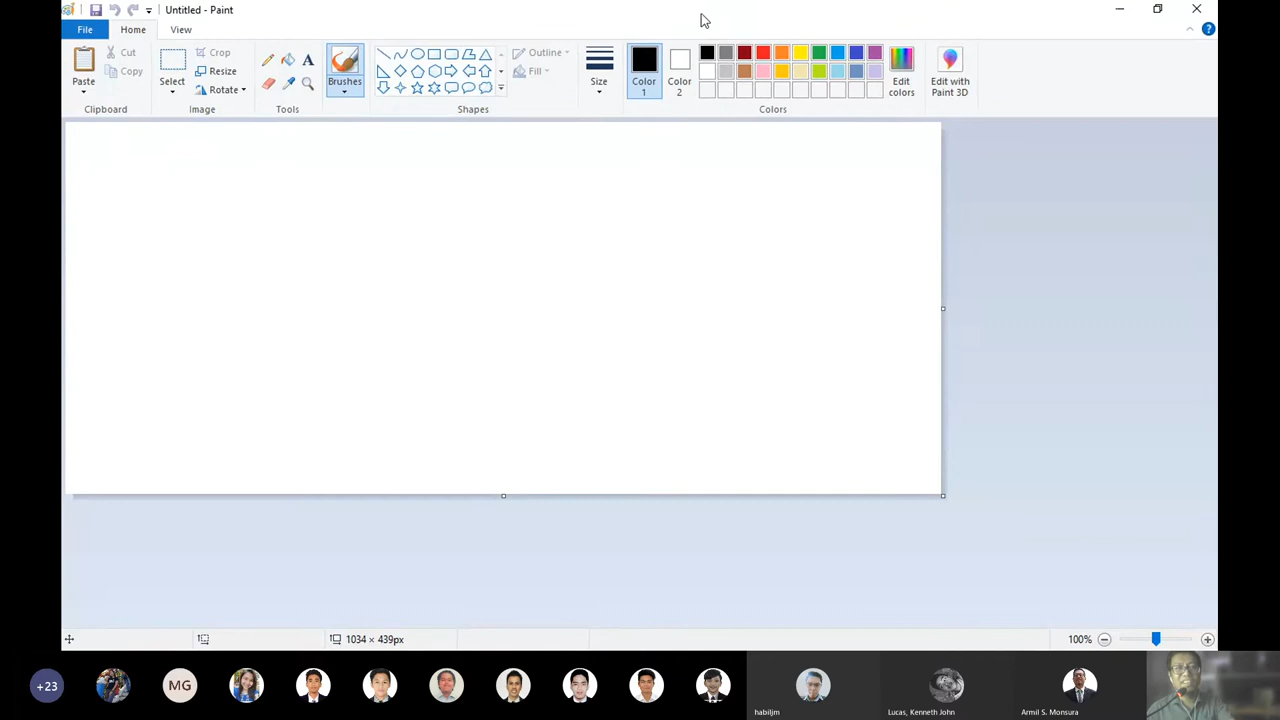 Untitled - Paint
File Home View
Paste
Cut
Copy
Clipboard
Select
Crop
Resize
Rotate
Image
A
Tools
Brushes
Shapes
Outline
Fill
Size
Color 1
Color 2
Colors
Edit colors
Edit with Paint 3D
?
1034 × 439px
100%
+23
MG
habiljm
Lucas, Kenneth John
Armil S. Monsura